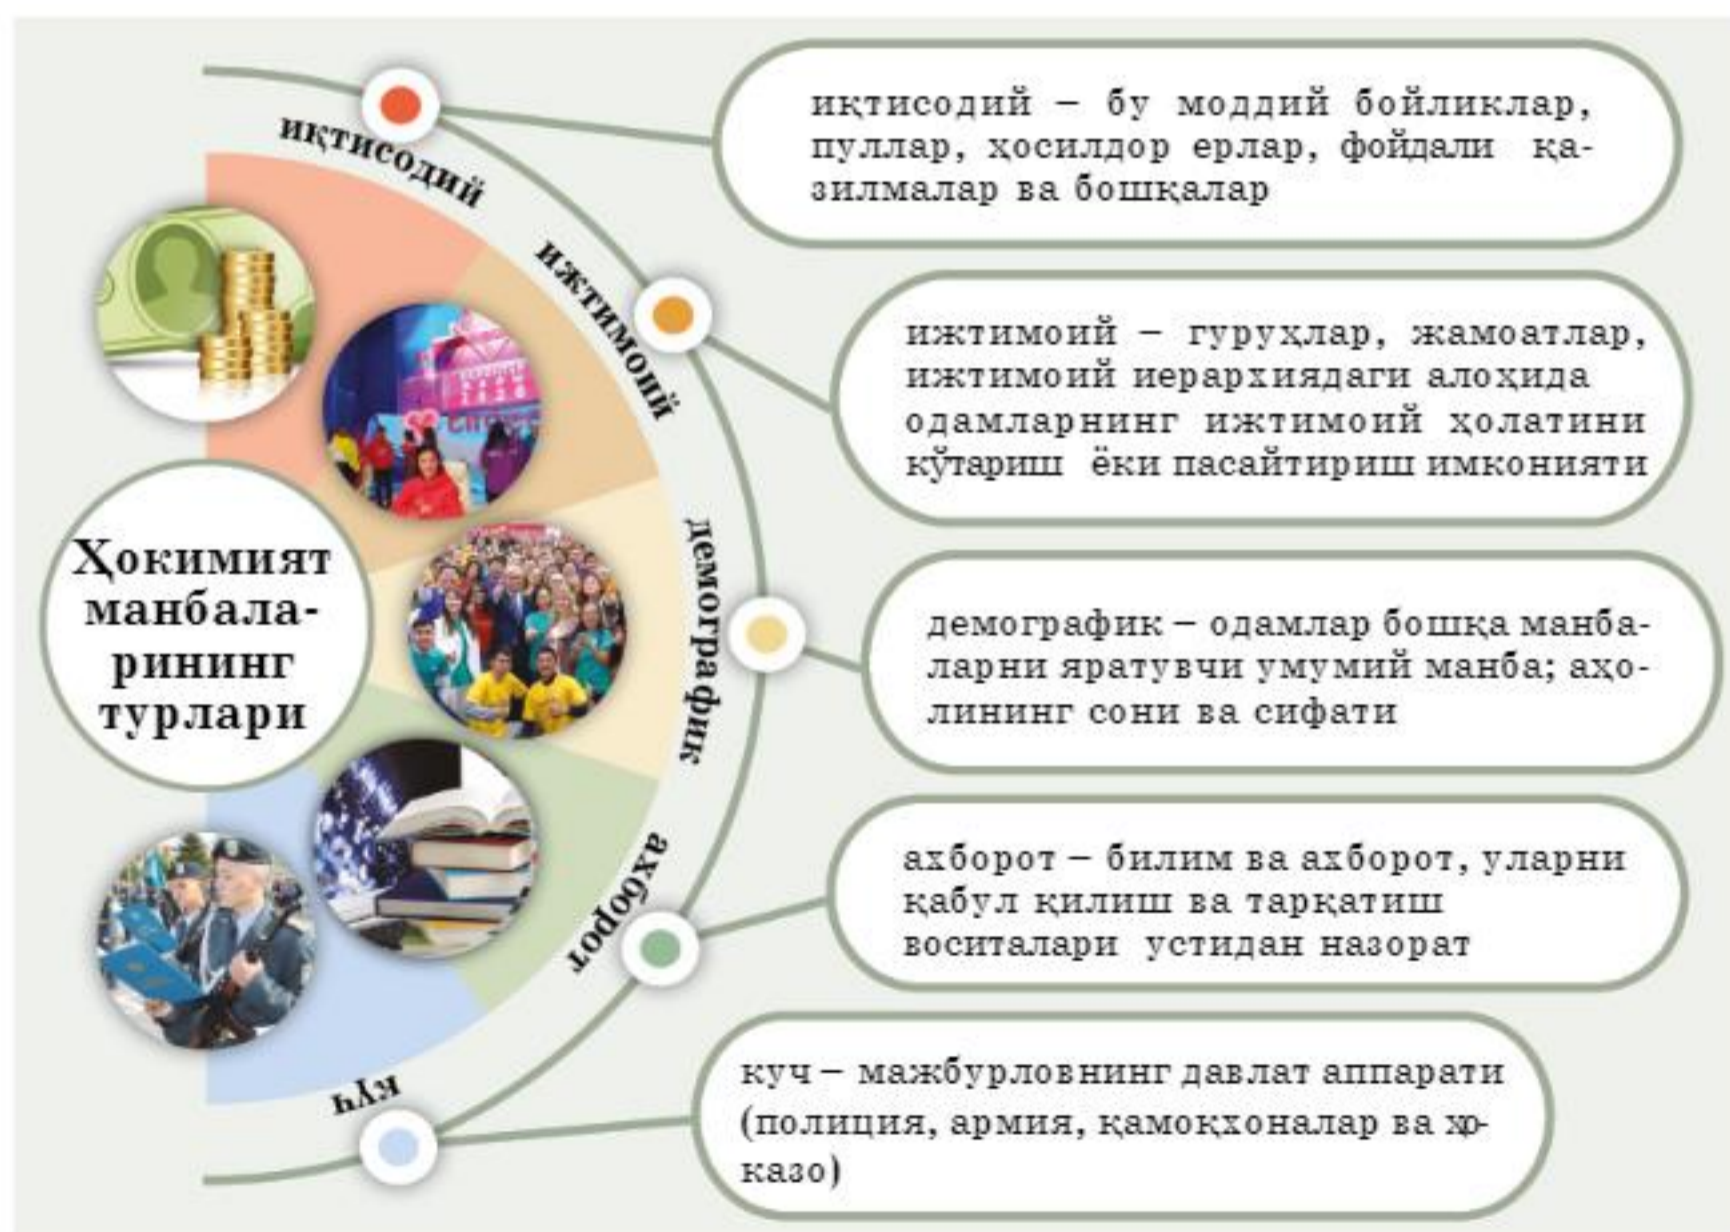 Ҳокимият
манбала-
рининг
турлари
иқтисодий
иқтисодий – бу моддий бойликлар,
пуллар, ҳосилдор ерлар, фойдали қа-
зилмалар ва бошқалар
ижтимоий
ижтимоий – гуруҳлар, жамоатлар,
ижтимоий иерархиядаги алоҳида
одамларнинг ижтимоий ҳолатини
кўтариш ёки пасайтириш имконияти
демографик
демографик – одамлар бошқа манба-
ларни яратувчи умумий манба; аҳо-
лининг сони ва сифати
ахборот
ахборот – билим ва ахборот, уларни
қабул қилиш ва тарқатиш
воситалари устидан назорат
куч
куч – мажбурловнинг давлат аппарати
(полиция, армия, қамоқхоналар ва ҳо-
казо)